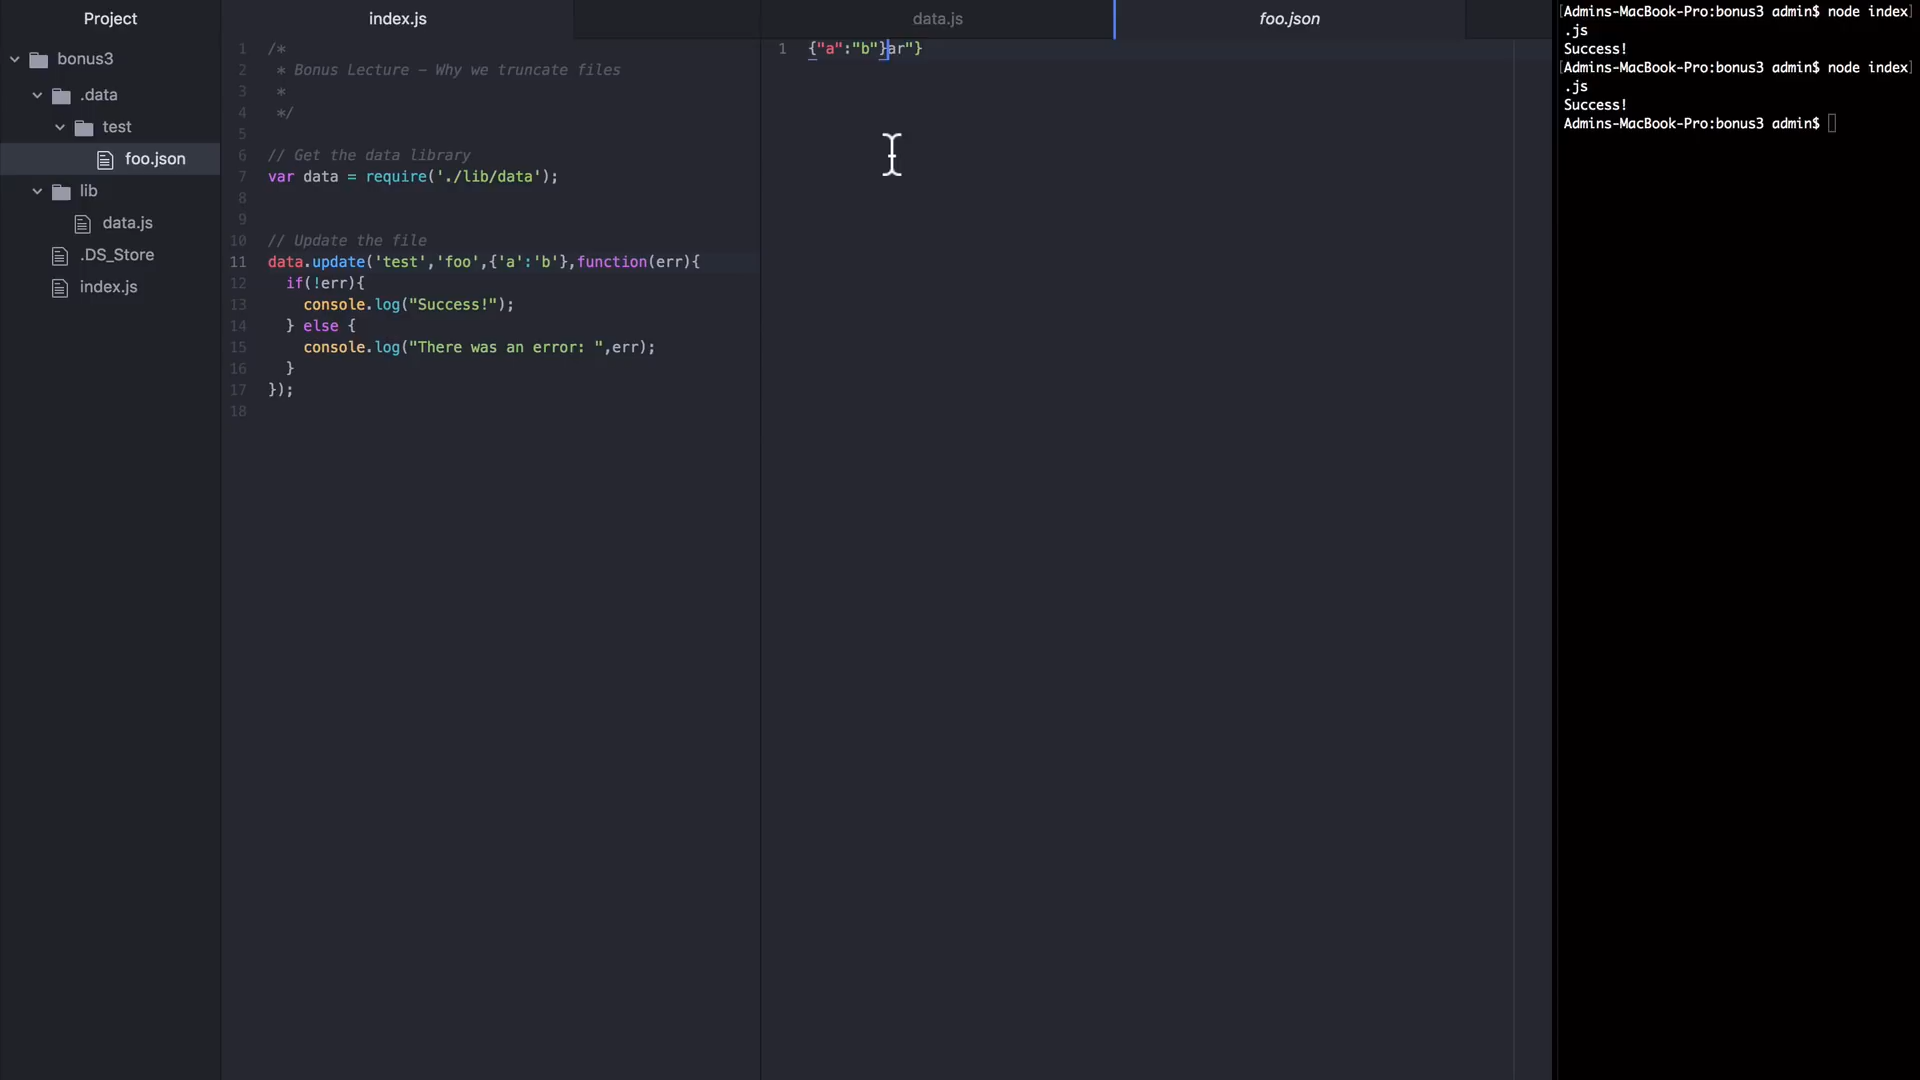 Project
bonus3
.data
test
foo.json
lib
data.js
.DS_Store
index.js
index.js
1 /*
2  * Bonus Lecture – Why we truncate files
3  *
4  */
5
6 // Get the data library
7 var data = require('./lib/data');
8
9
10 // Update the file
11 data.update('test','foo',{'a':'b'},function(err){
12   if(!err){
13     console.log("Success!");
14   } else {
15     console.log("There was an error: ",err);
16   }
17 });
18
data.js
foo.json
1 {"a":"b"}ar"}
[Admins-MacBook-Pro:bonus3 admin$ node index]
.js
Success!
[Admins-MacBook-Pro:bonus3 admin$ node index]
.js
Success!
Admins-MacBook-Pro:bonus3 admin$